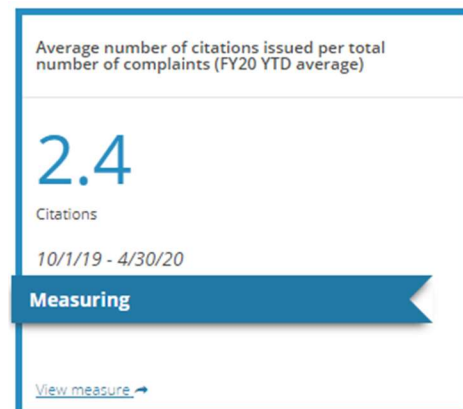 Average number of citations issued per total
number of complaints (FY20 YTD average)
2.4
Citations
10/1/19 - 4/30/20
Measuring
View measure